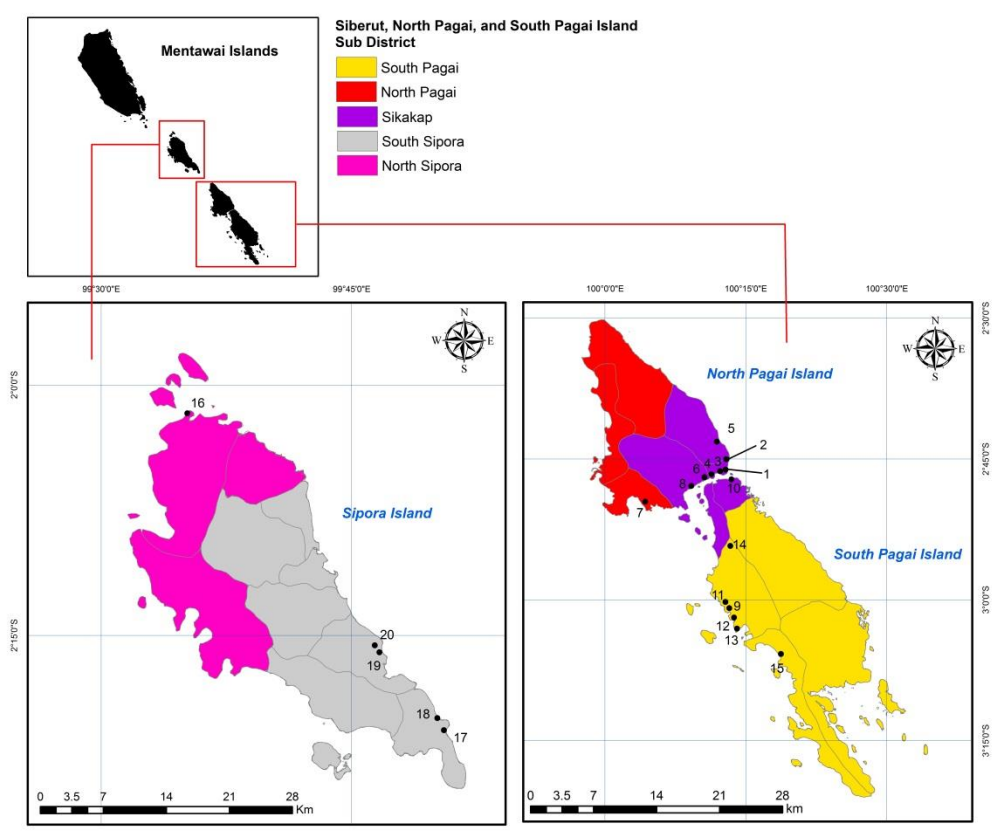 Mentawai Islands
Siberut, North Pagai, and South Pagai Island
Sub District
South Pagai
North Pagai
Sikakap
South Sipora
North Sipora
99°30'0"E
99°45'0"E
N
W
E
S
2°0'0"S
16
Sipora Island
2°15'0"S
20
19
18
17
0
3.5
7
14
21
28
Km
100°0'0"E
100°15'0"E
100°30'0"E
2°30'0"S
N
W
E
S
North Pagai Island
5
2
2°45'0"S
3
4
6
1
8
10
7
14
South Pagai Island
3°0'0"S
11
9
12
13
15
3°15'0"S
0
3.5
7
14
21
28
Km